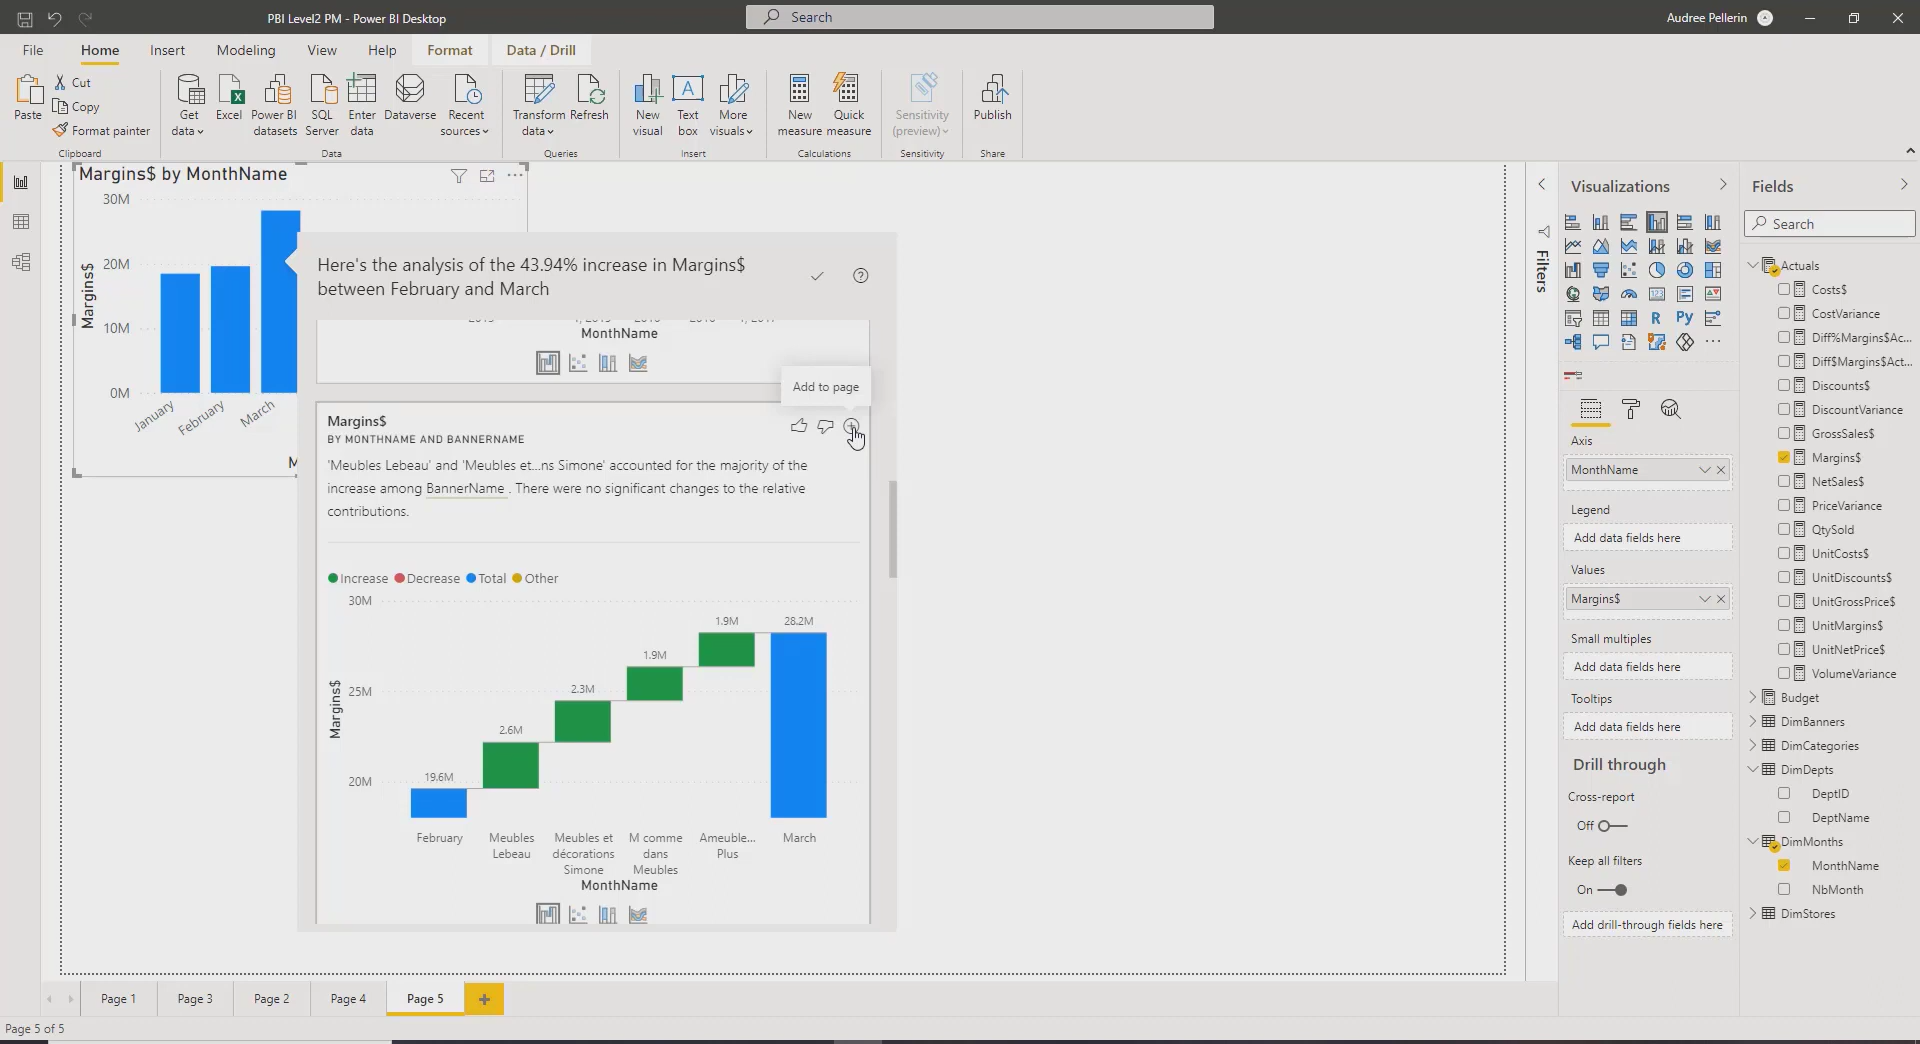 PBI Level2 PM - Power BI Desktop
Search
Audree Pellerin
File
Home
Insert
Modeling
View
Help
Format
Data / Drill
Paste
Cut
Copy
Format painter
Clipboard
Get data
Excel
Power BI datasets
SQL Server
Enter data
Dataverse
Recent sources
Data
Transform data
Refresh
Queries
New visual
A
Text box
More visuals
Insert
New measure
Quick measure
Calculations
Sensitivity (preview)
Sensitivity
Publish
Share
Margins$ by MonthName
30M
20M
10M
0M
Margins$
January
February
March
M
Here's the analysis of the 43.94% increase in Margins$
between February and March
MonthName
Add to page
Margins$
BY MONTHNAME AND BANNERNAME
'Meubles Lebeau' and 'Meubles et...ns Simone' accounted for the majority of the
increase among BannerName . There were no significant changes to the relative
contributions.
Increase Decrease Total Other
30M
25M
20M
Margins$
19.6M
2.6M
2.3M
1.9M
1.9M
28.2M
February
Meubles
Lebeau
Meubles et
décorations
Simone
M comme
dans
Meubles
Ameuble...
Plus
March
MonthName
Filters
Visualizations
R
Py
Axis
MonthName
Legend
Add data fields here
Values
Margins$
Small multiples
Add data fields here
Tooltips
Add data fields here
Drill through
Cross-report
Off
Keep all filters
On
Add drill-through fields here
Fields
Search
Actuals
Costs$
CostVariance
Diff%Margins$Ac...
Diff$Margins$Act...
Discounts$
DiscountVariance
GrossSales$
Margins$
NetSales$
PriceVariance
QtySold
UnitCosts$
UnitDiscounts$
UnitGrossPrice$
UnitMargins$
UnitNetPrice$
VolumeVariance
Budget
DimBanners
DimCategories
DimDepts
DeptID
DeptName
DimMonths
MonthName
NbMonth
DimStores
Page 1
Page 3
Page 2
Page 4
Page 5
Page 5 of 5